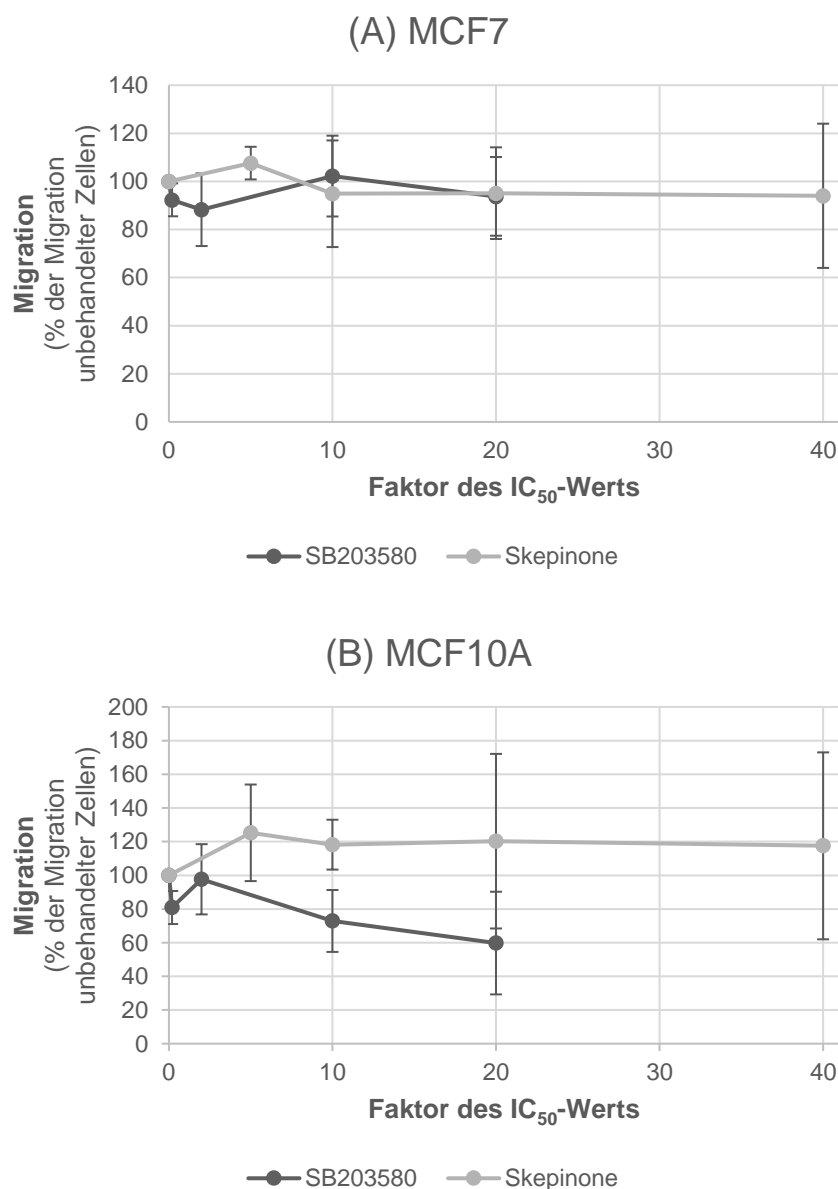 (A) MCF7
Migration
(% der Migration
unbehandelter Zellen)
140
120
100
80
60
40
20
0
0 10 20 30 40
Faktor des IC50-Werts
SB203580 Skepinone
(B) MCF10A
Migration
(% der Migration
unbehandelter Zellen)
200
180
160
140
120
100
80
60
40
20
0
0 10 20 30 40
Faktor des IC50-Werts
SB203580 Skepinone